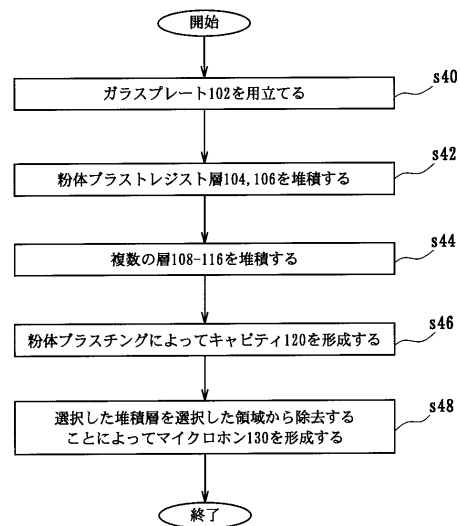 開始
s40
ガラスプレート102を用立てる
s42
粉体ブラストレジスト層104,106を堆積する
s44
複数の層108-116を堆積する
s46
粉体ブラスチングによってキャビティ120を形成する
s48
選択した堆積層を選択した領域から除去する
ことによってマイクロホン130を形成する
終了